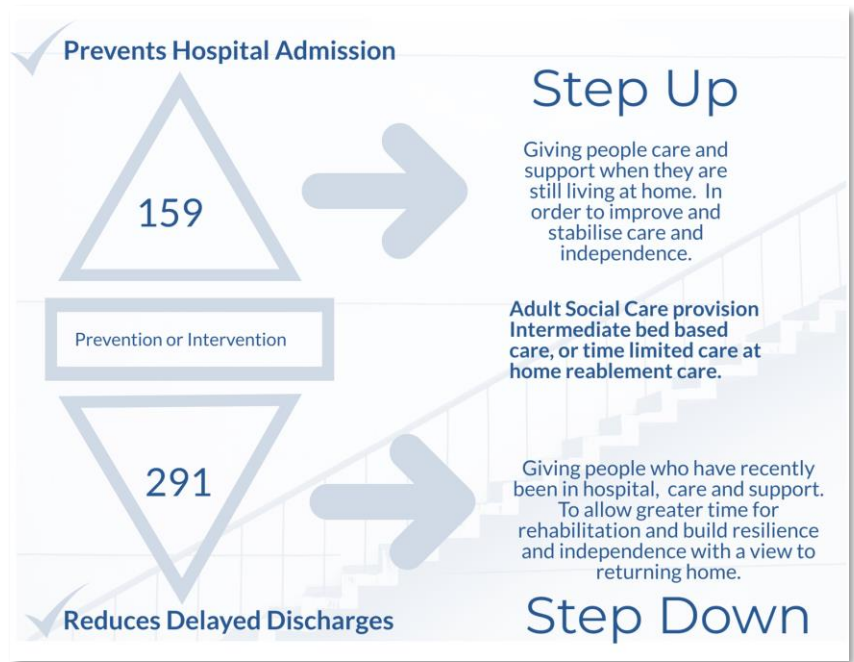 Prevents Hospital Admission
Step Up
159
Giving people care and
support when they are
still living at home. In
order to improve and
stabilise care and
independence.
Prevention or Intervention
Adult Social Care provision
Intermediate bed based
care, or time limited care at
home reablement care.
291
Giving people who have recently
been in hospital, care and support.
To allow greater time for
rehabilitation and build resilience
and independence with a view to
returning home.
Reduces Delayed Discharges
Step Down